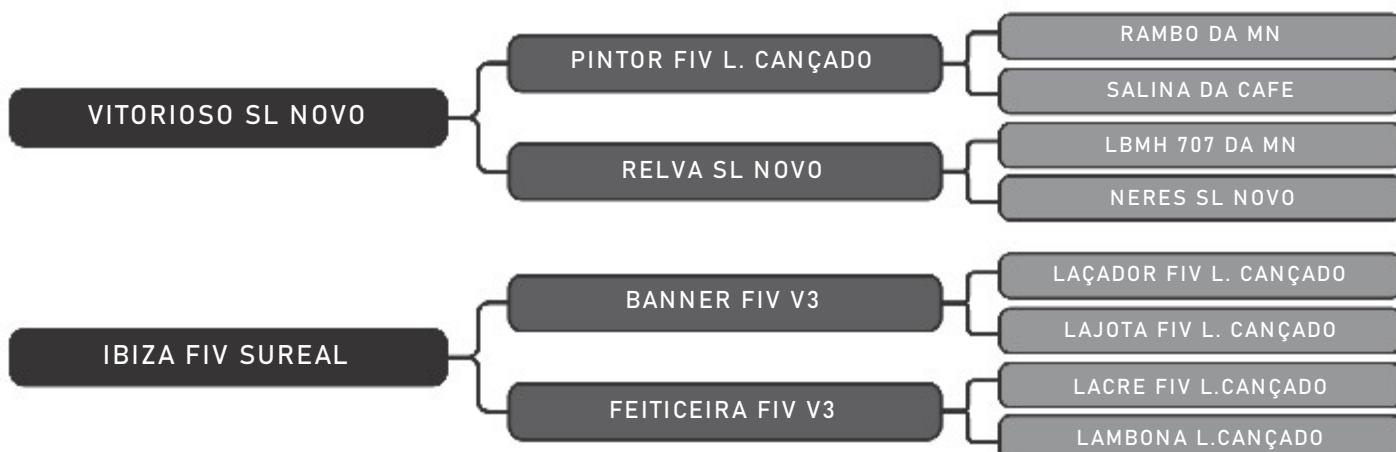 VITORIOSO SL NOVO
PINTOR FIV L. CANÇADO
RAMBO DA MN
SALINA DA CAFE
RELVA SL NOVO
LBMH 707 DA MN
NERES SL NOVO
IBIZA FIV SUREAL
BANNER FIV V3
LAÇADOR FIV L. CANÇADO
LAJOTA FIV L. CANÇADO
FEITICEIRA FIV V3
LACRE FIV L.CANÇADO
LAMBONA L.CANÇADO